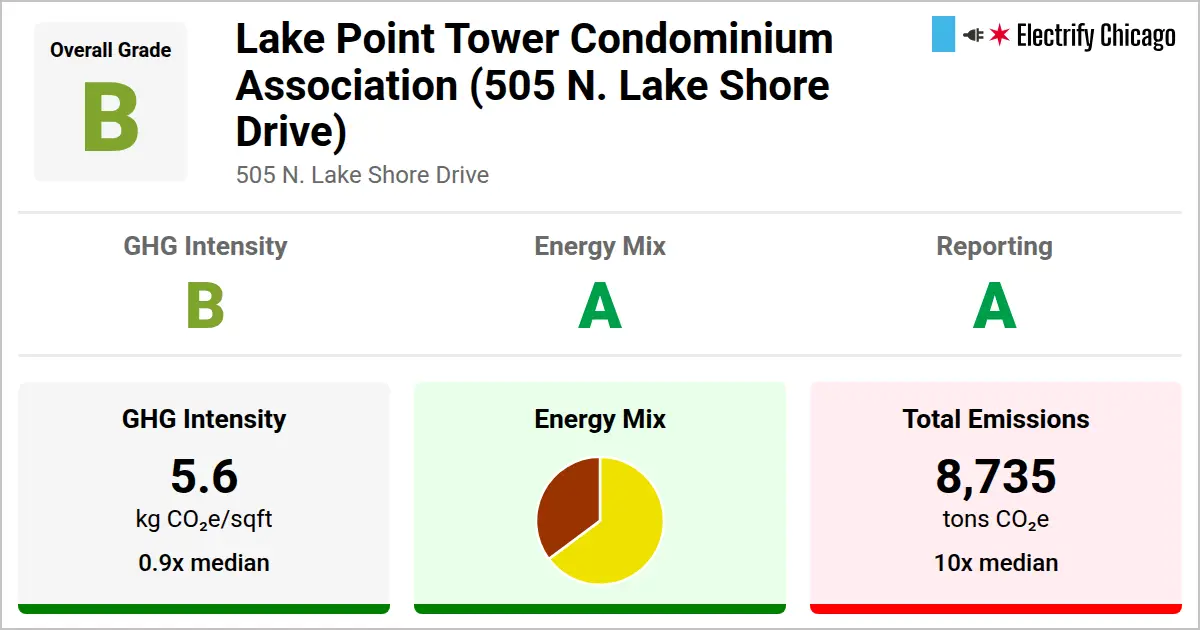 Overall Grade
B
Lake Point Tower Condominium
Association (505 N. Lake Shore
Drive)
505 N. Lake Shore Drive
Electrify Chicago
GHG Intensity
B
Energy Mix
A
Reporting
A
GHG Intensity
5.6
kg CO₂e/sqft
0.9x median
Energy Mix
Total Emissions
8,735
tons CO₂e
10x median